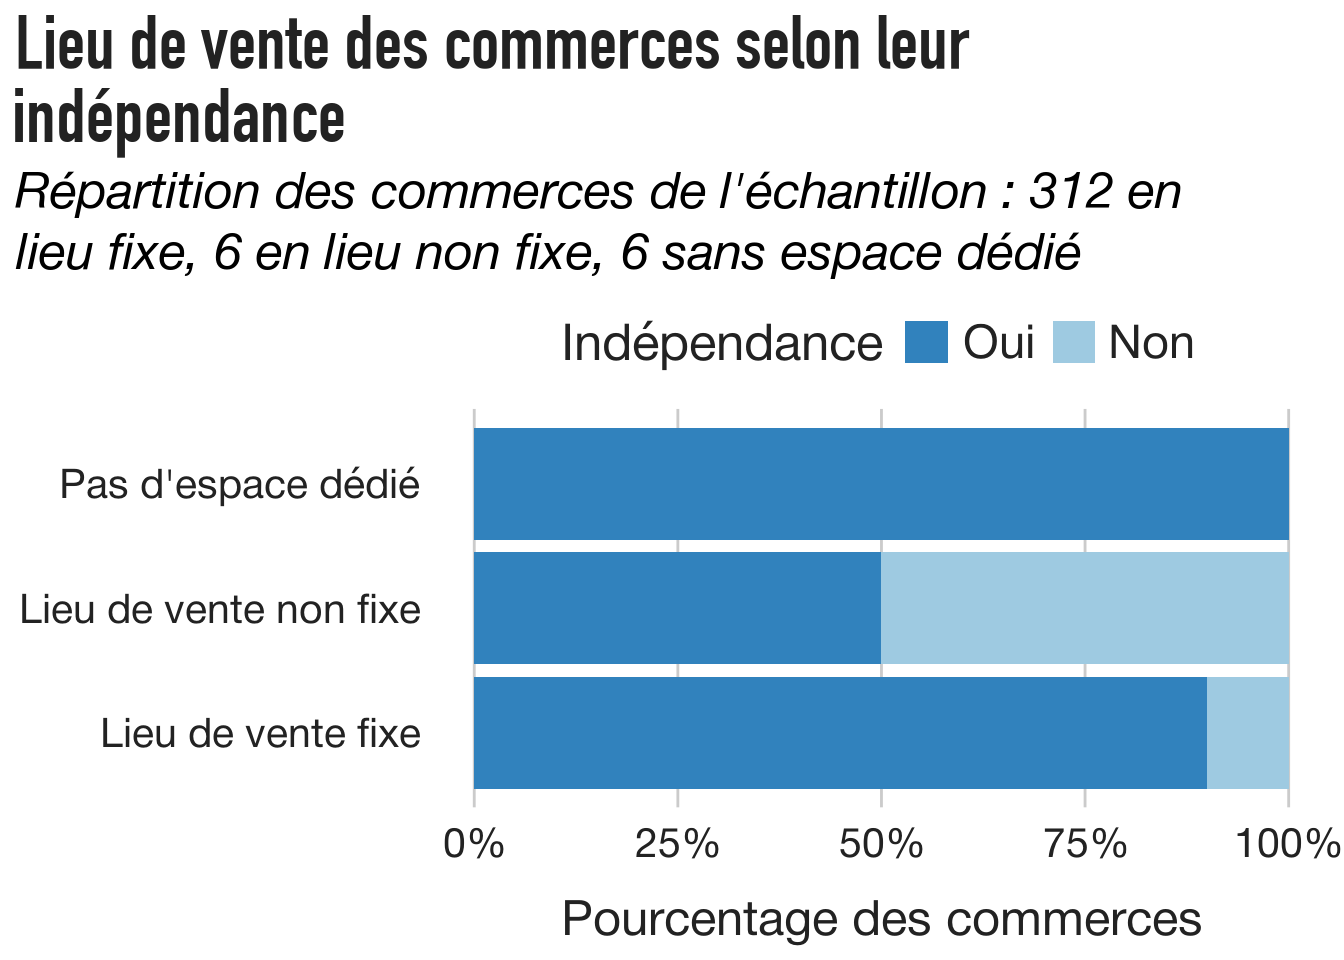 Lieu de vente des commerces selon leur
indépendance
Répartition des commerces de l'échantillon : 312 en
lieu fixe, 6 en lieu non fixe, 6 sans espace dédié
Indépendance Oui Non
Pas d'espace dédié
Lieu de vente non fixe
Lieu de vente fixe
0% 25% 50% 75% 100%
Pourcentage des commerces